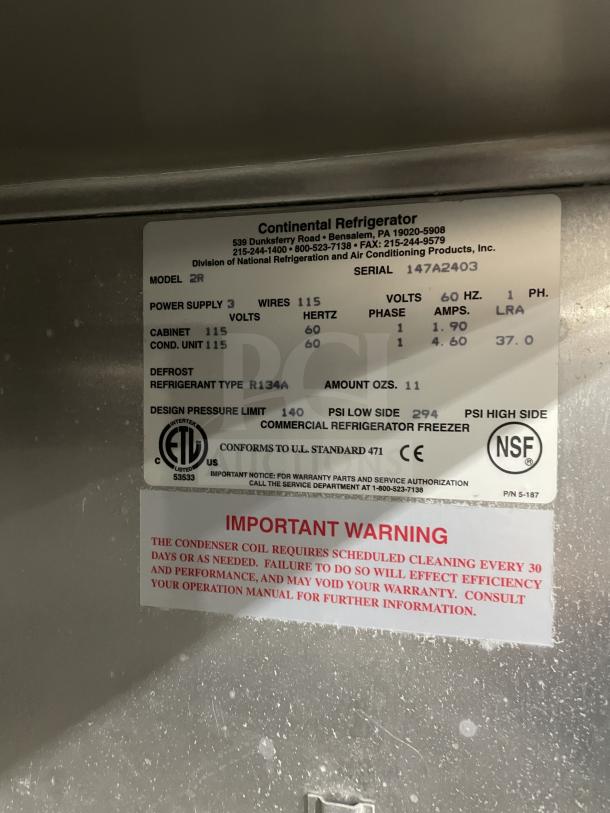 Continental Refrigerator
539 Dunksferry Road • Bensalem, PA 19020-5908
215-244-1400 • 800-523-7138 • FAX: 215-244-9579
Division of National Refrigeration and Air Conditioning Products, Inc.
MODEL 2R SERIAL 147A2403
POWER SUPPLY 3 WIRES 115 VOLTS 60 HZ. 1 PH.
VOLTS HERTZ PHASE AMPS. LRA
CABINET 115 60 1 1.90
COND. UNIT 115 60 1 4.60 37.0
DEFROST
REFRIGERANT TYPE R134A AMOUNT OZS. 11
DESIGN PRESSURE LIMIT 140 PSI LOW SIDE 294 PSI HIGH SIDE
COMMERCIAL REFRIGERATOR FREEZER
INTERTEK
C ETL US
LISTED
53533
CONFORMS TO U.L. STANDARD 471 CE
NSF®
IMPORTANT NOTICE: FOR WARRANTY PARTS AND SERVICE AUTHORIZATION
CALL THE SERVICE DEPARTMENT AT 1-800-523-7138
P/N 5-187
PCI
IMPORTANT WARNING
THE CONDENSER COIL REQUIRES SCHEDULED CLEANING EVERY 30
DAYS OR AS NEEDED. FAILURE TO DO SO WILL EFFECT EFFICIENCY
AND PERFORMANCE, AND MAY VOID YOUR WARRANTY. CONSULT
YOUR OPERATION MANUAL FOR FURTHER INFORMATION.